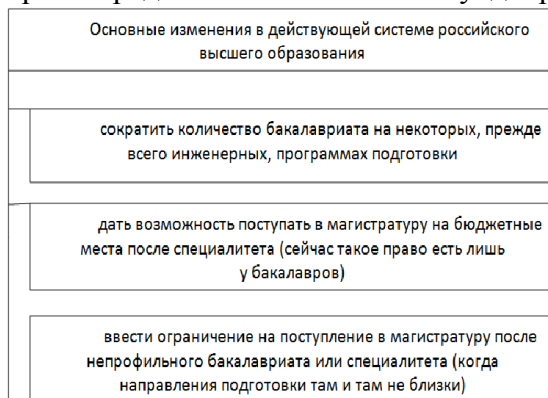 Основные изменения в действующей системе российского
высшего образования
сократить количество бакалавриата на некоторых, прежде
всего инженерных, программах подготовки
дать возможность поступать в магистратуру на бюджетные
места после специалитета (сейчас такое право есть лишь
у бакалавров)
ввести ограничение на поступление в магистратуру после
непрофильного бакалавриата или специалитета (когда
направления подготовки там и там не близки)